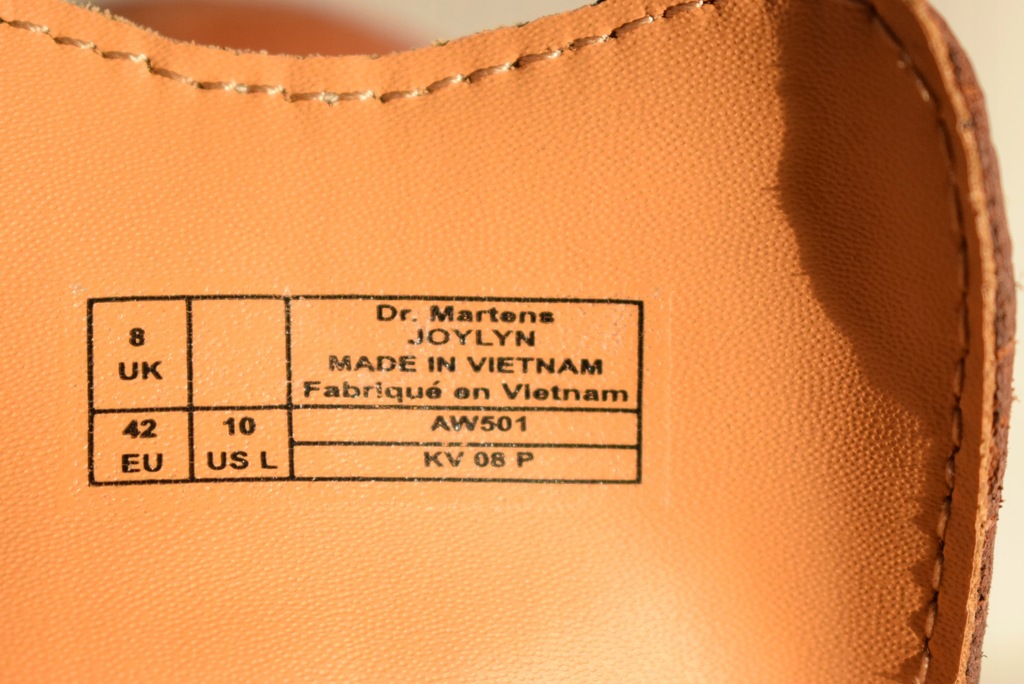 8
UK
42
EU
10
US L
Dr. Martens
JOYLYN
MADE IN VIETNAM
Fabriqué en Vietnam
AW501
KV 08 P